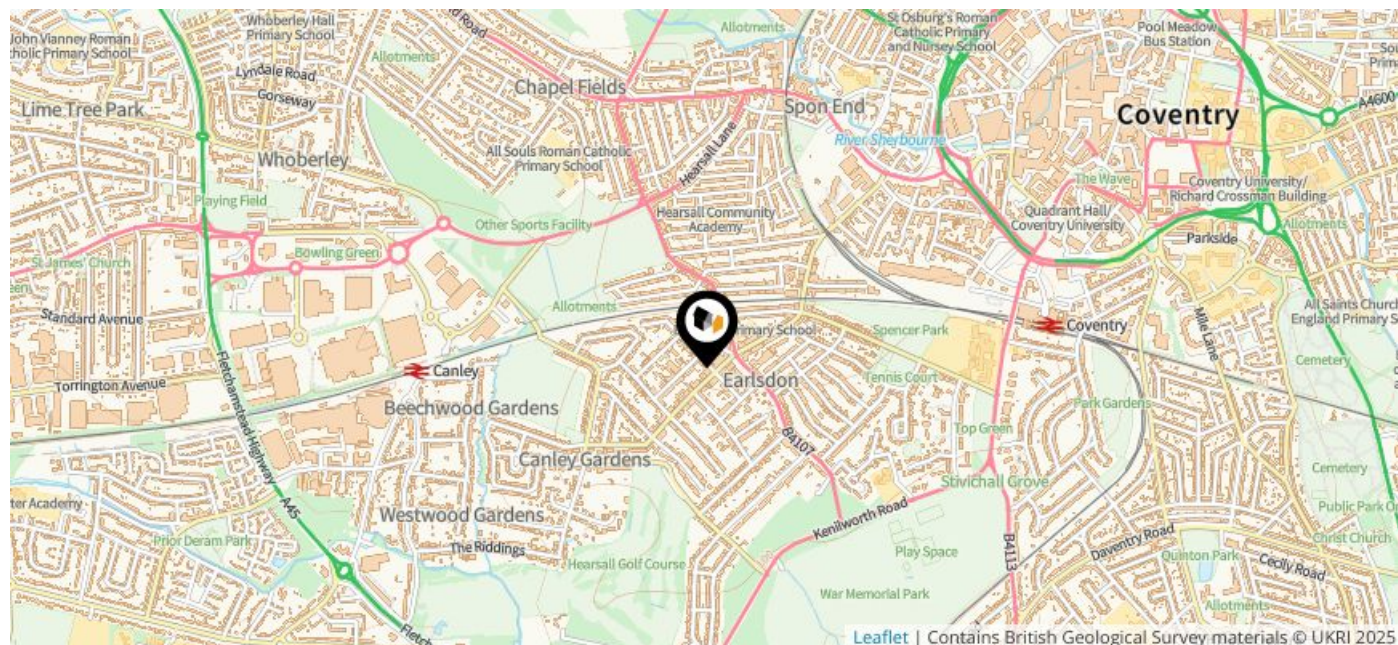 Whoberley Hall
Primary School
John Vianney Roman
Catholic Primary School
Lyndale Road
Gorseway
Lime Tree Park
Allotments
Road
Chapel Fields
Allotments
St Osburg's Roman
Catholic Primary
and Nursey School
Pool Meadow
Bus Station
A4600
Coventry
Spon End
River Sherbourne
Whoberley
All Souls Roman Catholic
Primary School
Hearsall Lane
The Wave
Coventry University/
Richard Crossman Building
Playing Field
Other Sports Facility
Hearsall Community
Academy
Quadrant Hall/
Coventry University
Allotments
Parkside
St James' Church
Bowling Green
Standard Avenue
Allotments
Primary School
Spencer Park
Coventry
Mile Lane
All Saints Church
England Primary S
Cemetery
Torrington Avenue
Fletchamstead Highway
Canley
Earlsdon
Tennis Court
Beechwood Gardens
Park Gardens
Canley Gardens
B4107
Top Green
Cemetery
Stivichall Grove
ter Academy
A45
Westwood Gardens
Kenilworth Road
Public Park
Prior Deram Park
The Riddings
Hearsall Golf Course
Play Space
B4113
Daventry Road
Quinton Park
Cecily Road
Christ Church
War Memorial Park
Allotments
Fletch
Leaflet | Contains British Geological Survey materials © UKRI 2025